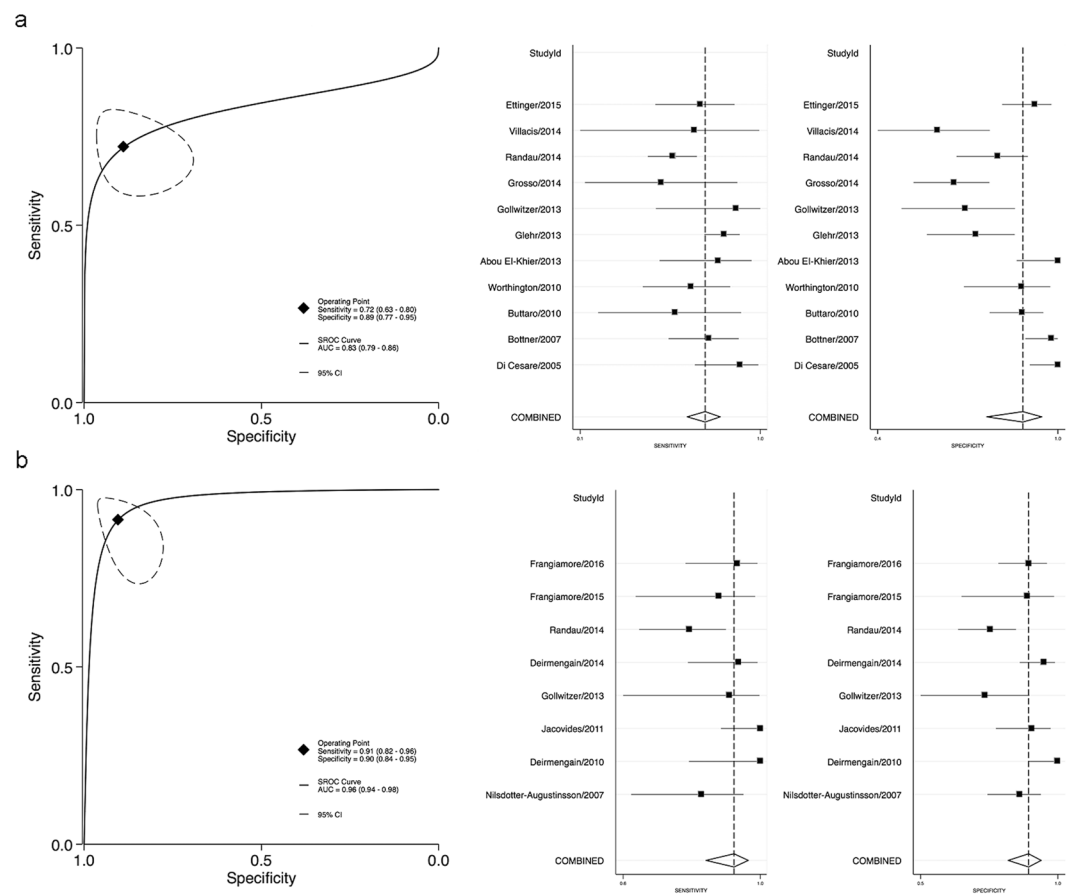 a
1.0
0.5
0.0
Sensitivity
1.0
0.5
0.0
Specificity
Operating Point
Sensitivity = 0.72 (0.63 - 0.80)
Specificity = 0.89 (0.77 - 0.95)
SROC Curve
AUC = 0.83 (0.79 - 0.86)
95% CI
StudyId
Ettinger/2015
Villacis/2014
Randau/2014
Grosso/2014
Gollwitzer/2013
Glehr/2013
Abou El-Khier/2013
Worthington/2010
Buttaro/2010
Bottner/2007
Di Cesare/2005
COMBINED
0.1
1.0
SENSITIVITY
StudyId
Ettinger/2015
Villacis/2014
Randau/2014
Grosso/2014
Gollwitzer/2013
Glehr/2013
Abou El-Khier/2013
Worthington/2010
Buttaro/2010
Bottner/2007
Di Cesare/2005
COMBINED
0.4
1.0
SPECIFICITY
b
1.0
0.5
0.0
Sensitivity
1.0
0.5
0.0
Specificity
Operating Point
Sensitivity = 0.91 (0.82 - 0.96)
Specificity = 0.90 (0.84 - 0.95)
SROC Curve
AUC = 0.96 (0.94 - 0.98)
95% CI
StudyId
Frangiamore/2016
Frangiamore/2015
Randau/2014
Deirmengain/2014
Gollwitzer/2013
Jacovides/2011
Deirmengain/2010
Nilsdotter-Augustinsson/2007
COMBINED
0.6
1.0
SENSITIVITY
StudyId
Frangiamore/2016
Frangiamore/2015
Randau/2014
Deirmengain/2014
Gollwitzer/2013
Jacovides/2011
Deirmengain/2010
Nilsdotter-Augustinsson/2007
COMBINED
0.5
1.0
SPECIFICITY